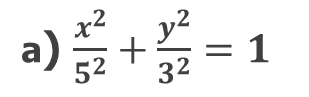 a) x²/5² + y²/3² = 1